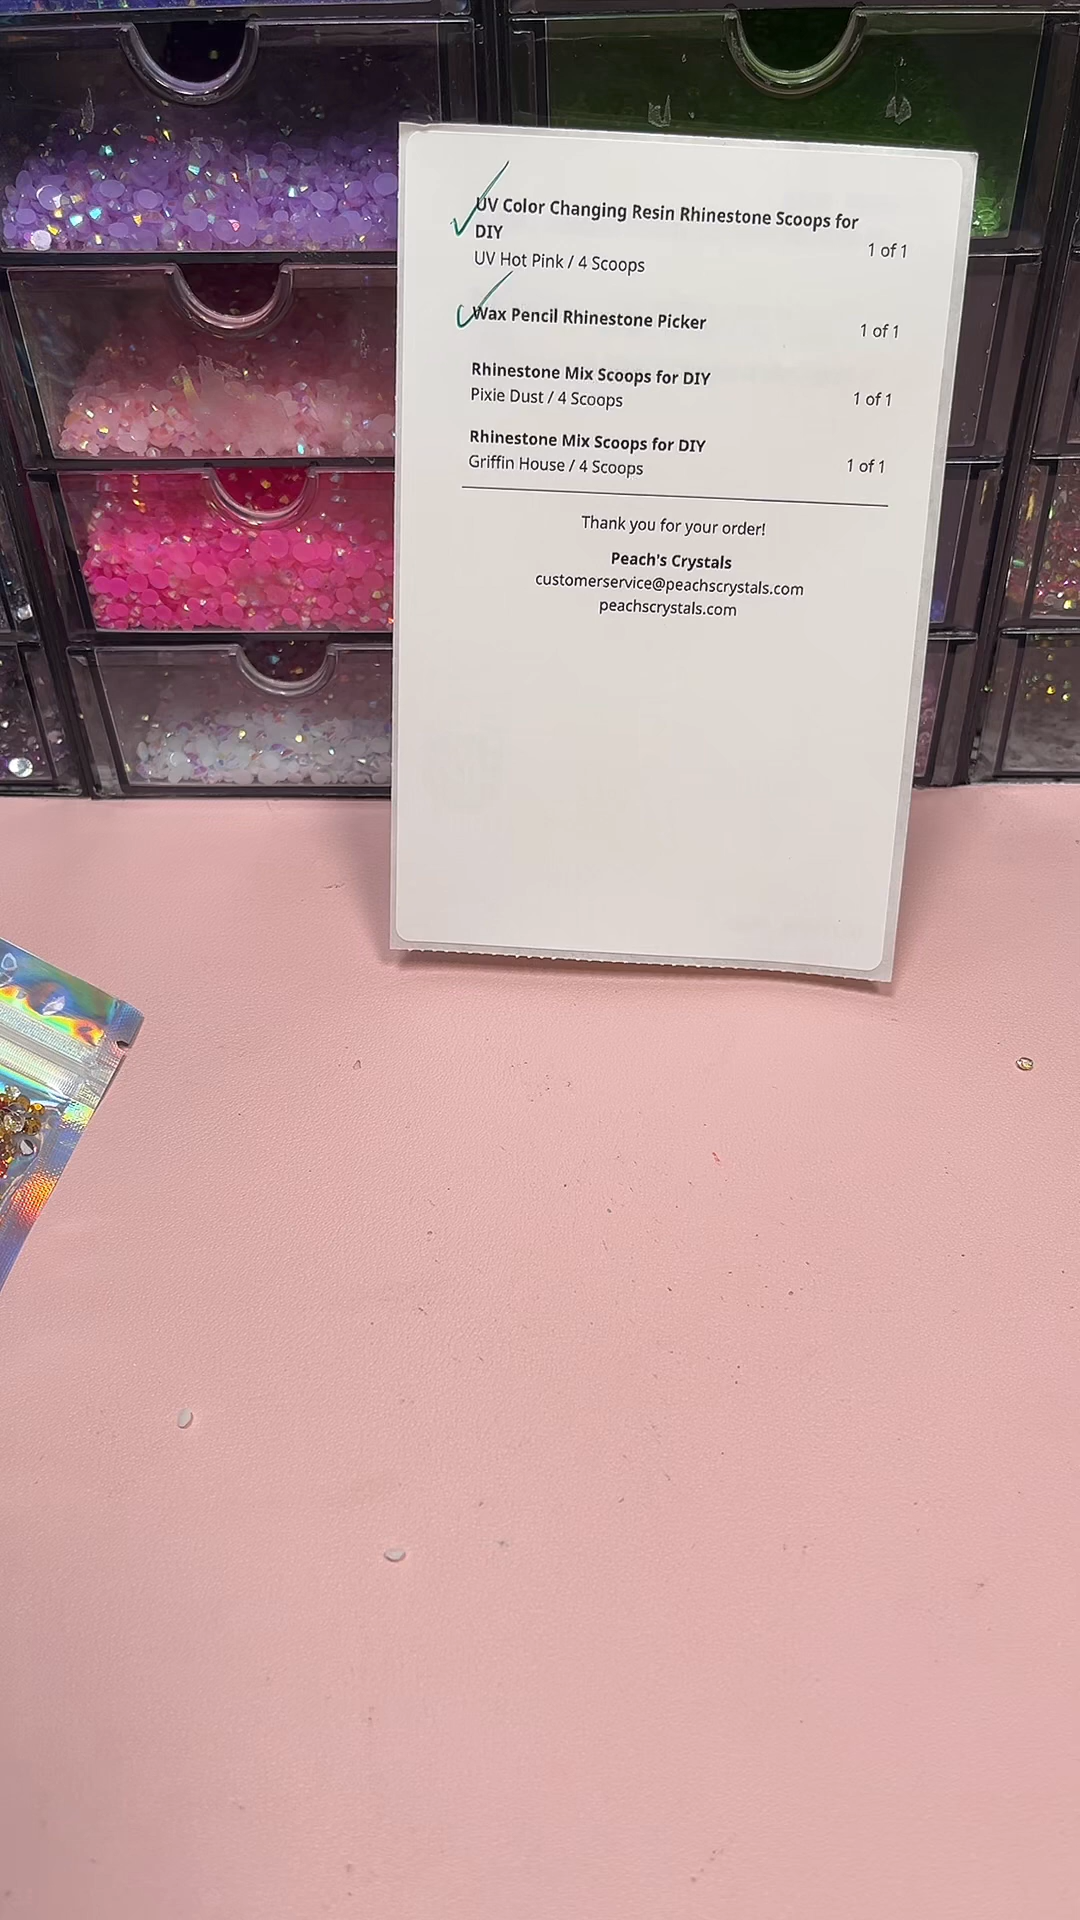 UV Color Changing Resin Rhinestone Scoops for
DIY
1 of 1
UV Hot Pink / 4 Scoops
Wax Pencil Rhinestone Picker
1 of 1
Rhinestone Mix Scoops for DIY
Pixie Dust / 4 Scoops
1 of 1
Rhinestone Mix Scoops for DIY
Griffin House / 4 Scoops
1 of 1
Thank you for your order!
Peach's Crystals
customerservice@peachscrystals.com
peachscrystals.com